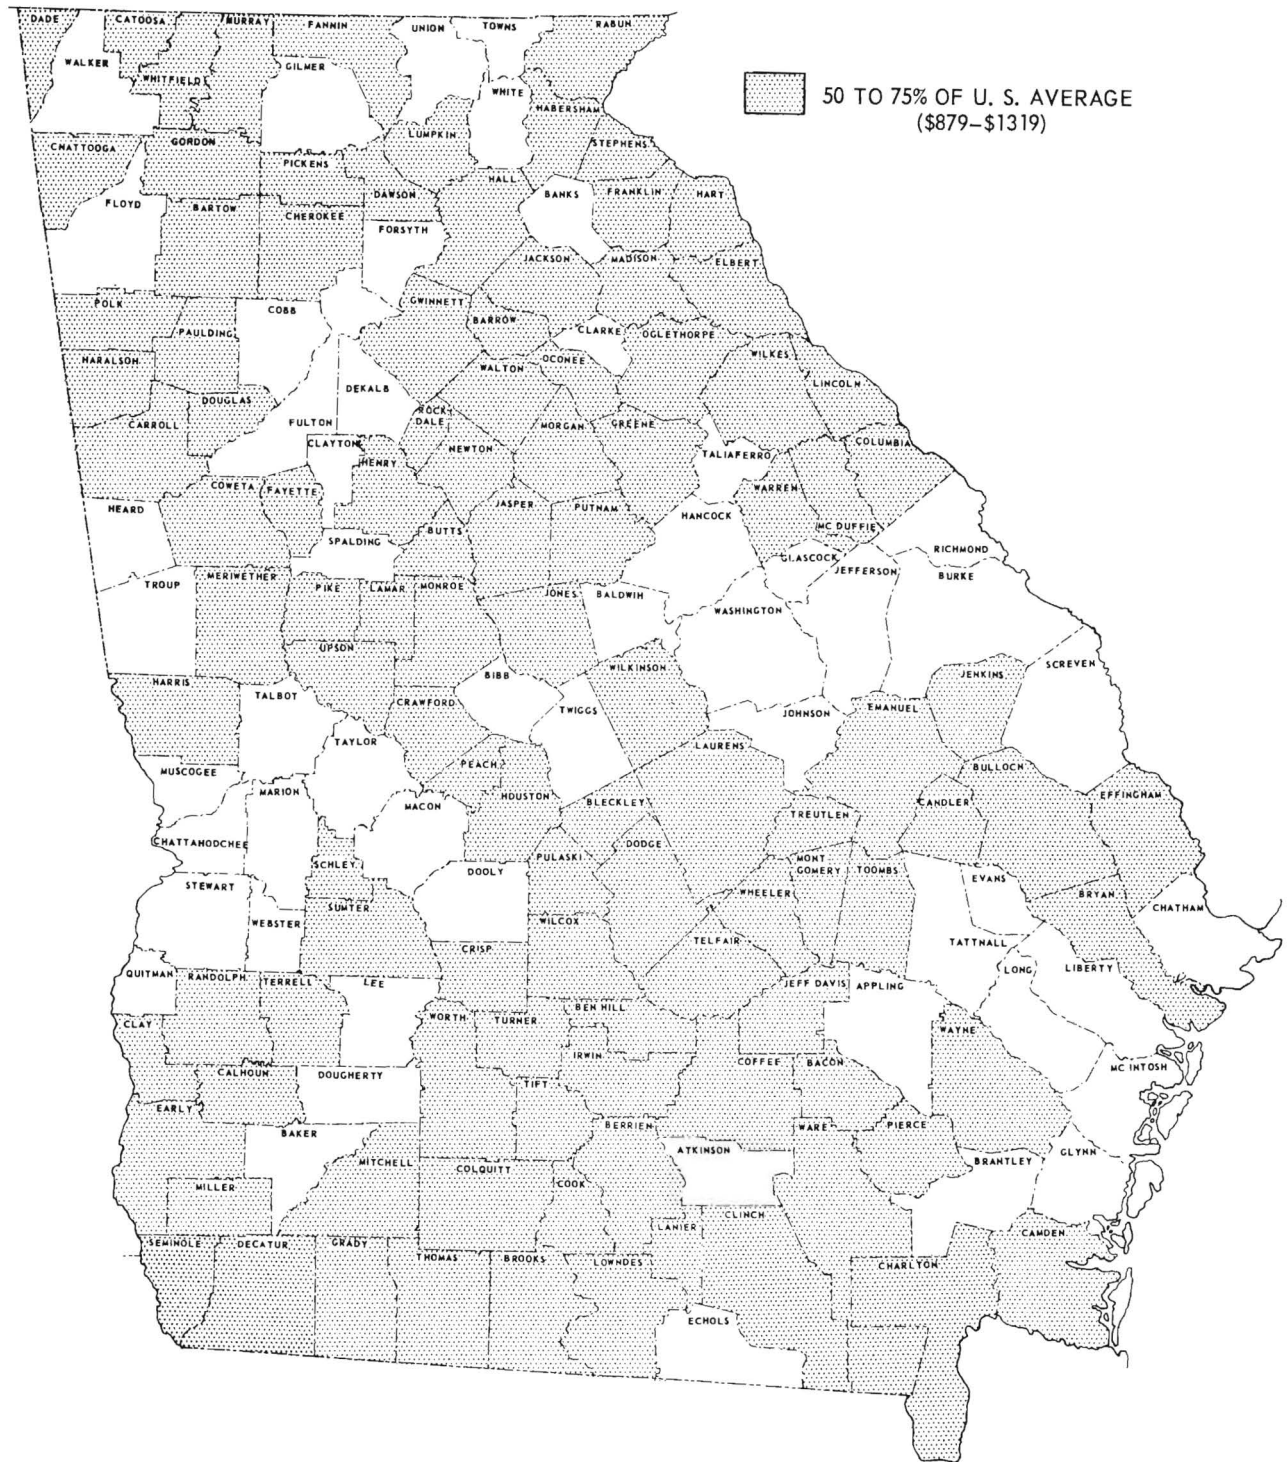 DADE
CATOOSA
MURRAY
FANNIN
UNION
TOWNS
RABUN
WALKER
WHITFIELD
GILMER
WHITE
HABERSHAM
50 TO 75% OF U. S. AVERAGE
($879–$1319)
CHATTOOGA
GORDON
LUMPKIN
STEPHENS
PICKENS
HALL
DAWSON
BANKS
FRANKLIN
HART
FLOYD
BARTOW
CHEROKEE
FORSYTH
JACKSON
MADISON
ELBERT
POLK
COBB
GWINNETT
PAULDING
BARROW
CLARKE
OGLETHORPE
HARALSON
OCONEE
WILKES
WALTON
LINCOLN
DEKALB
DOUGLAS
CARROLL
FULTON
ROCK
DALE
MORGAN
GREENE
CLAYTON
NEWTON
COLUMBIA
TALIAFERRO
HENRY
COWETA
FAYETTE
WARREN
HEARD
JASPER
PUTNAM
HANCOCK
BUTTS
MC DUFFIE
SPALDING
RICHMOND
GLASCOCK
JEFFERSON
BURKE
TROUP
MERIWETHER
PIKE
LAMAR
MONROE
JONES
BALDWIH
WASHINGTON
UPSON
WILKINSON
SCREVEN
HARRIS
TALBOT
BIBB
JENKINS
CRAWFORD
TWIGGS
JOHNSON
EMANUEL
TAYLOR
LAURENS
MUSCOGEE
PEACH
BULLOCH
MARION
MACON
HOUSTON
BLECKLEY
CANDLER
EFFINGHAM
TREUTLEN
CHATTAHODCHEE
DODGE
SCHLEY
PULASKI
MONT
GOMERY
TOOMBS
DOOLY
STEWART
WHEELER
EVANS
BRYAN
SUMTER
CHATHAM
WEBSTER
WILCOX
TELFAIR
TATTNALL
CRISP
QUITMAN
RANDOLPH
TERRELL
LEE
LONG
LIBERTY
JEFF DAVIS
APPLING
BEN HILL
CLAY
WORTH
TURNER
WAYNE
IRWIN
COFFEE
BACON
CALHOUN
DOUGHERTY
MC INTOSH
TIFT
EARLY
BERRIEN
WARE
PIERCE
BAKER
ATKINSON
GLYNN
MITCHELL
COLQUITT
BRANTLEY
MILLER
COOK
CLINCH
LANIER
CAMDEN
SEMINOLE
DECATUR
GRADY
THOMAS
BROOKS
LOWNDES
CHARLTON
ECHOLS